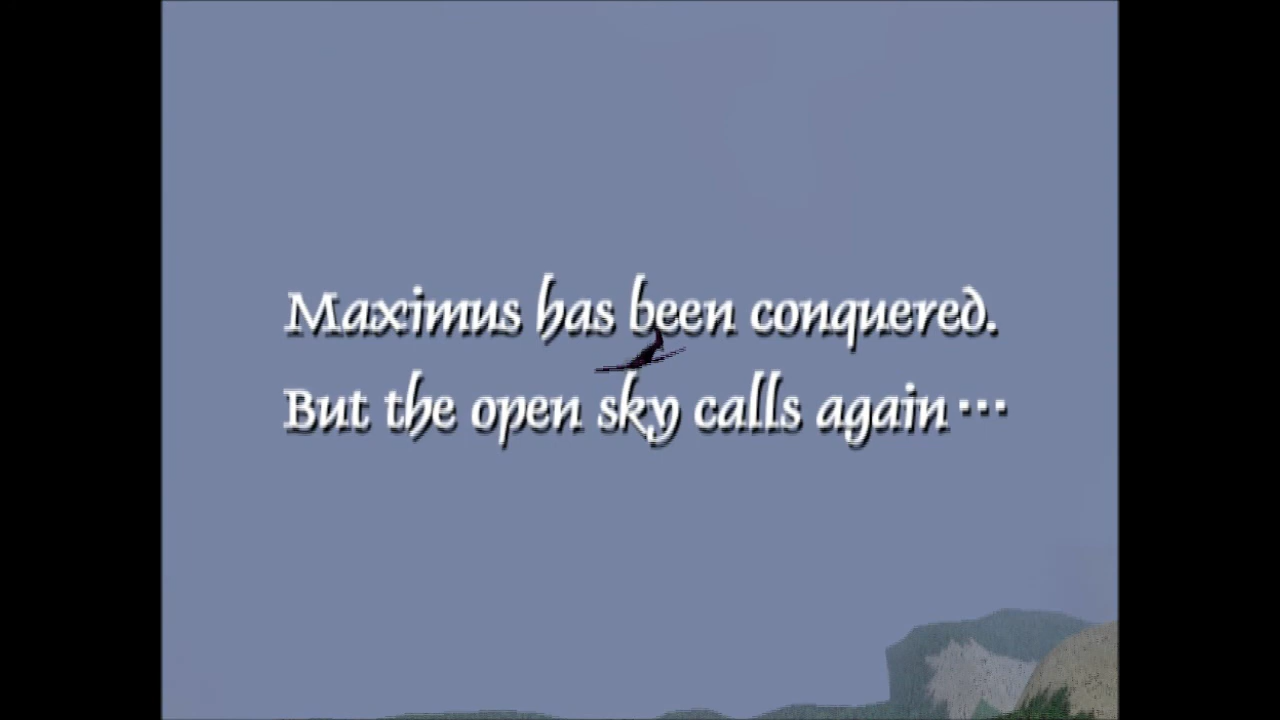 Maximus has been conquered.
But the open sky calls again···